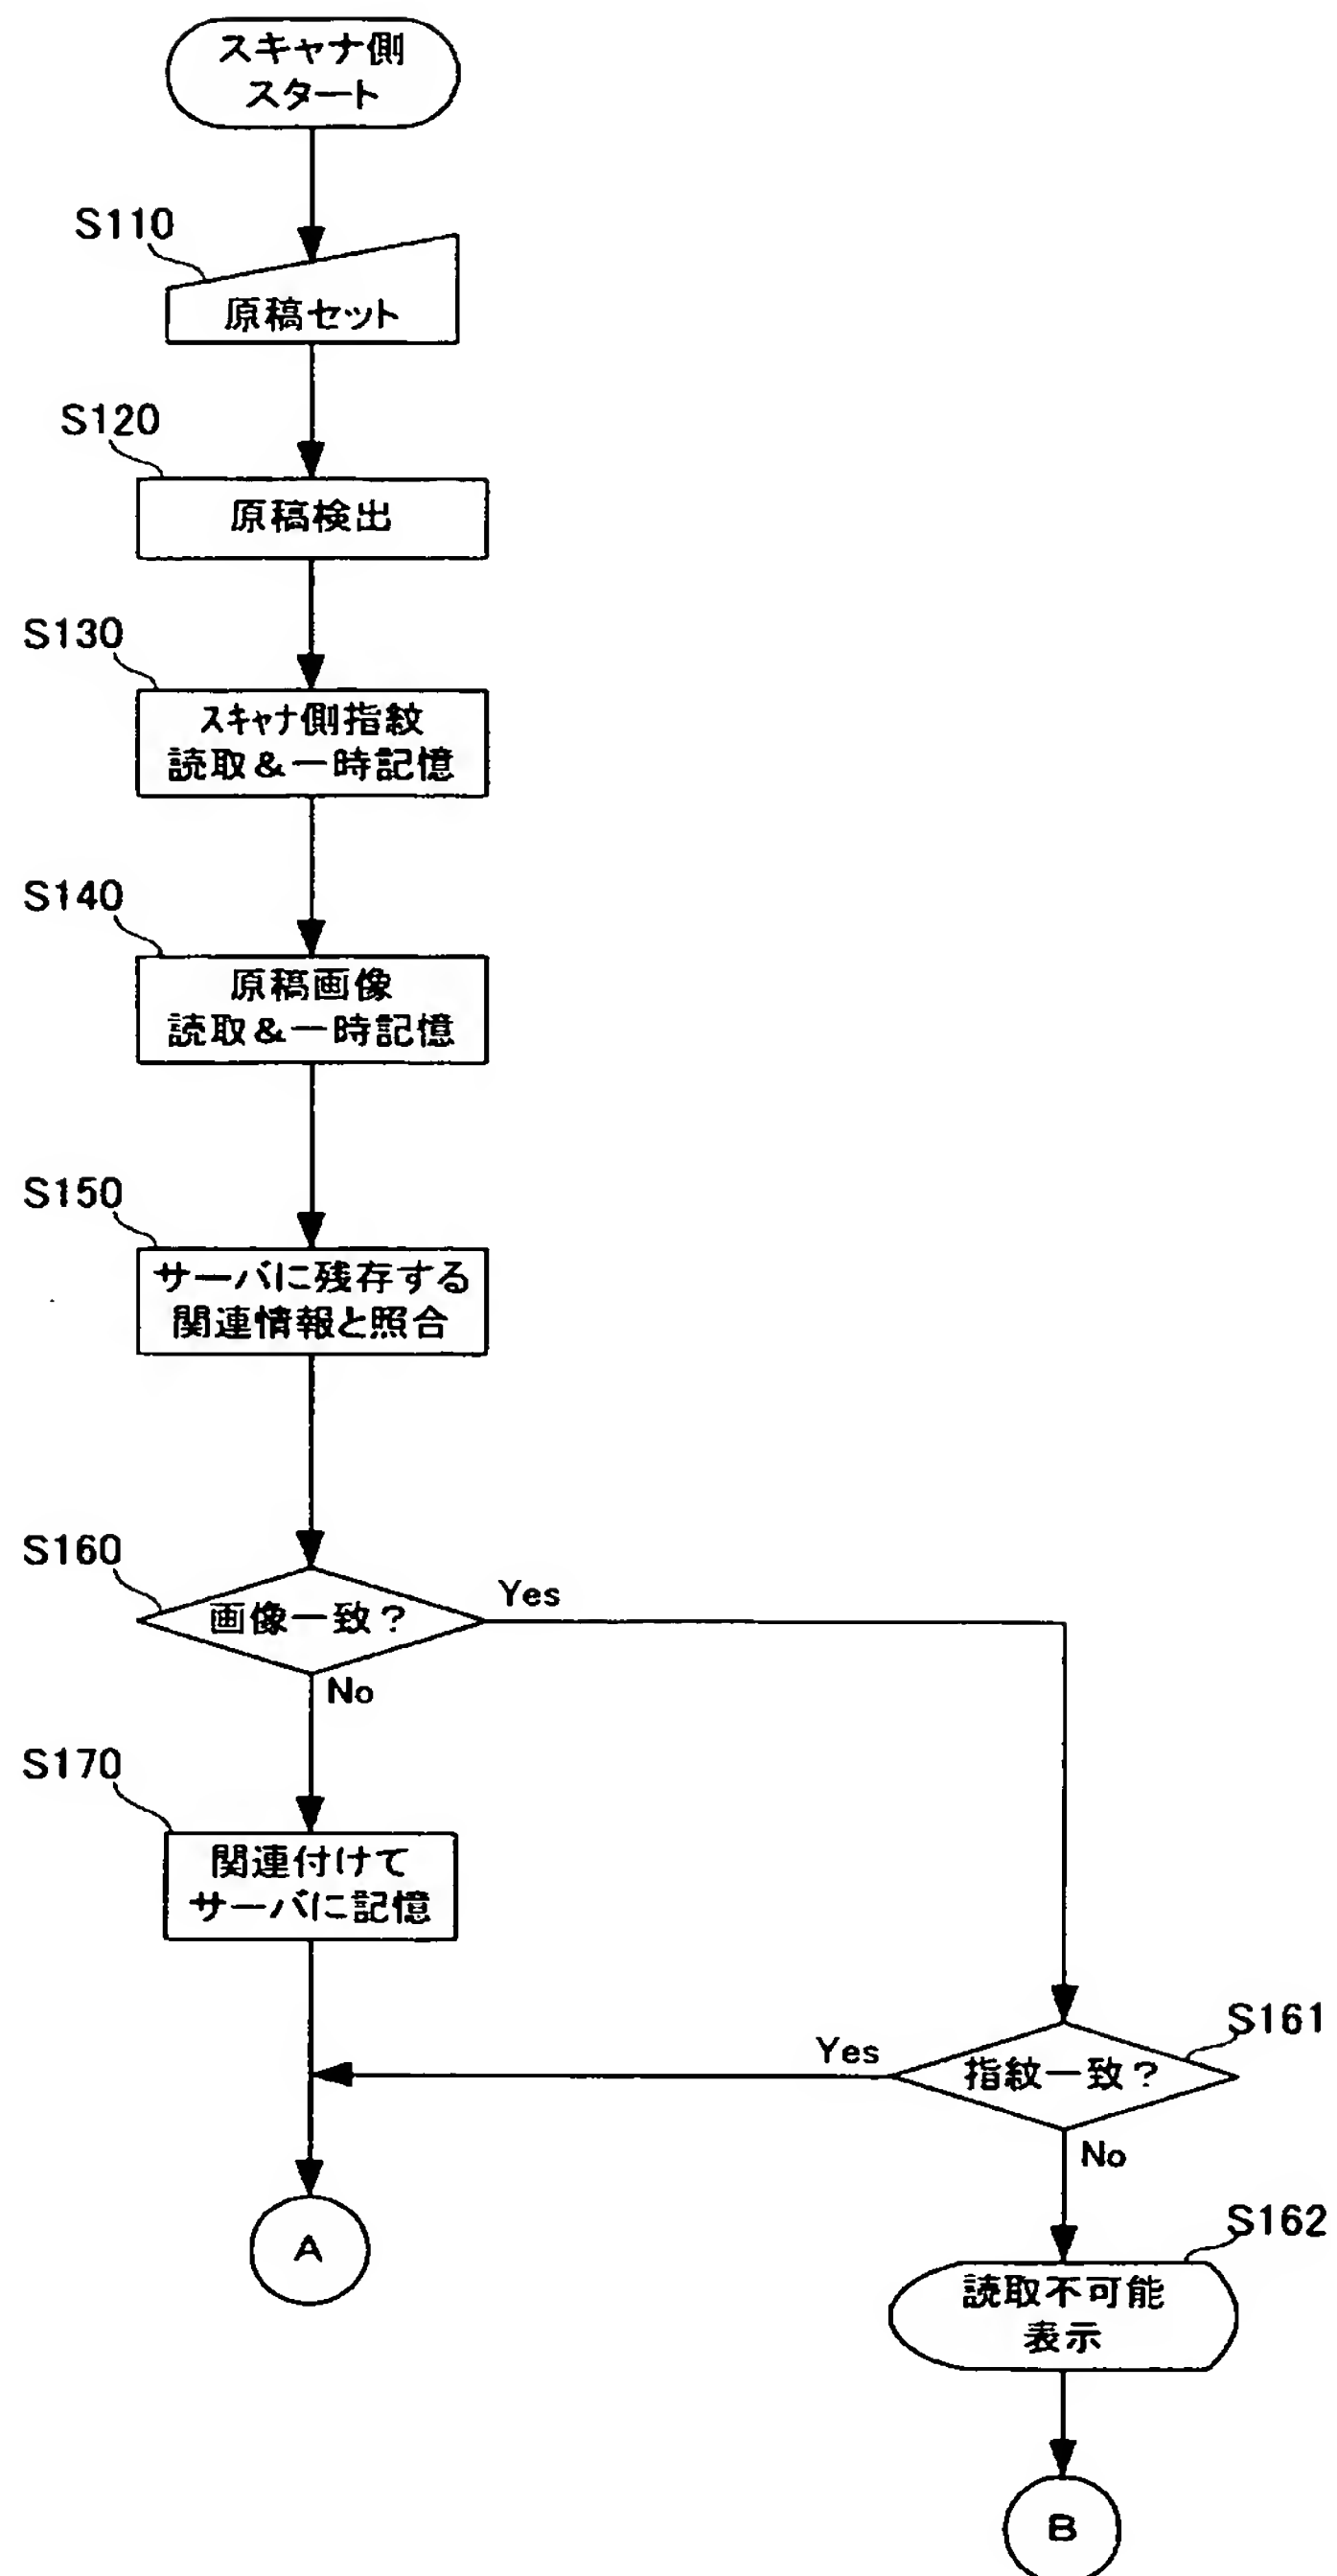 スキャナ側
スタート
S110
原稿セット
S120
原稿検出
S130
スキャナ側指紋
読取＆一時記憶
S140
原稿画像
読取＆一時記憶
S150
サーバに残存する
関連情報と照合
S160
画像一致？
Yes
No
S170
関連付けて
サーバに記憶
S161
指紋一致？
Yes
No
A
S162
読取不可能
表示
B